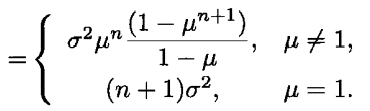 = { σ²μⁿ (1 − μⁿ⁺¹) / (1 − μ), μ ≠ 1,
(n + 1)σ², μ = 1.